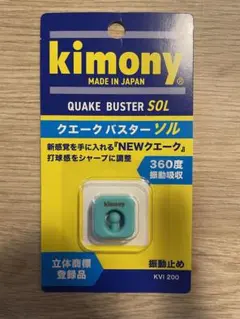 kimony®
MADE IN JAPAN
QUAKE BUSTER SOL
クエーク バスター ソル
新感覚を手に入れる『NEWクエーク』
打球感をシャープに調整
360度
振動吸収
kimony
立体商標
登録品
振動止め
KVI 200